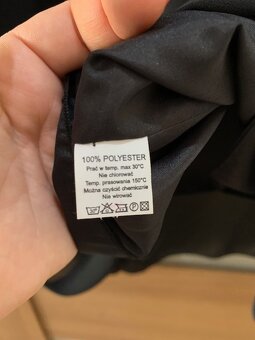 100% POLYESTER
Prać w temp. max 30°C
Nie chlorować
Temp. prasowania 150°C
Można czyścić chemicznie
Nie wirować